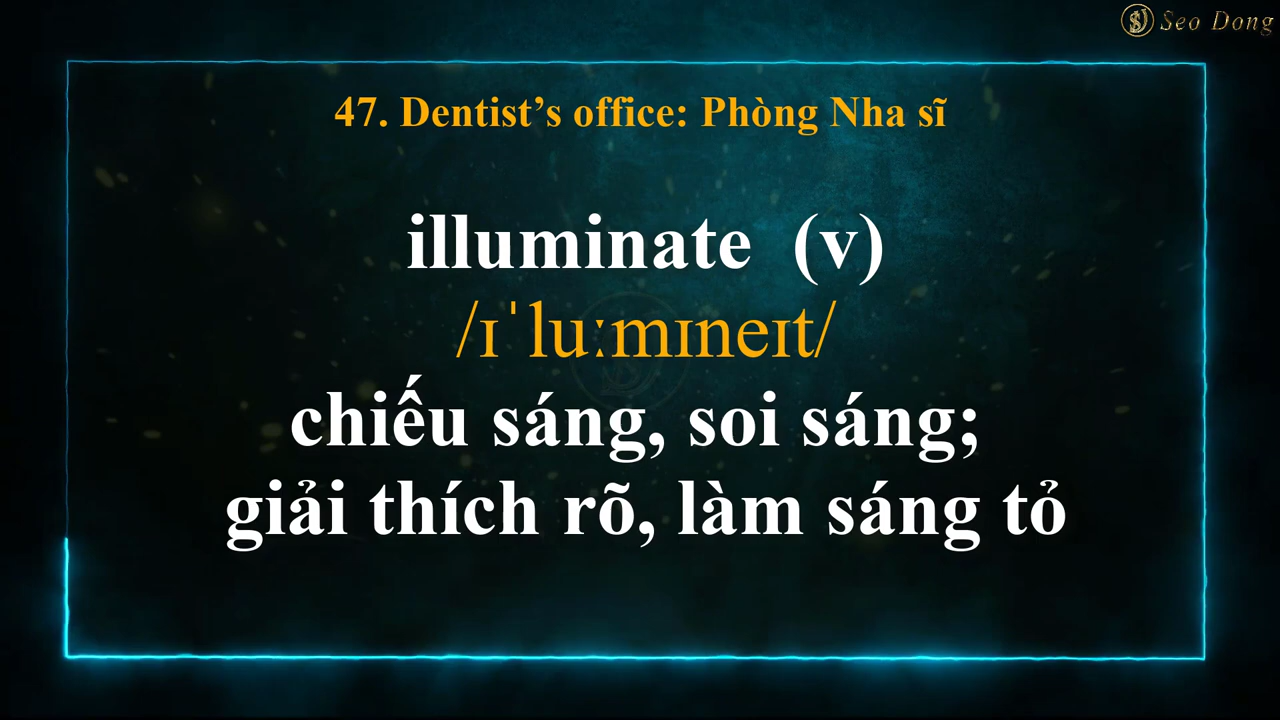 Seo Dong
47. Dentist’s office: Phòng Nha sĩ
illuminate (v)
/ɪˈluːmɪneɪt/
chiếu sáng, soi sáng;
giải thích rõ, làm sáng tỏ